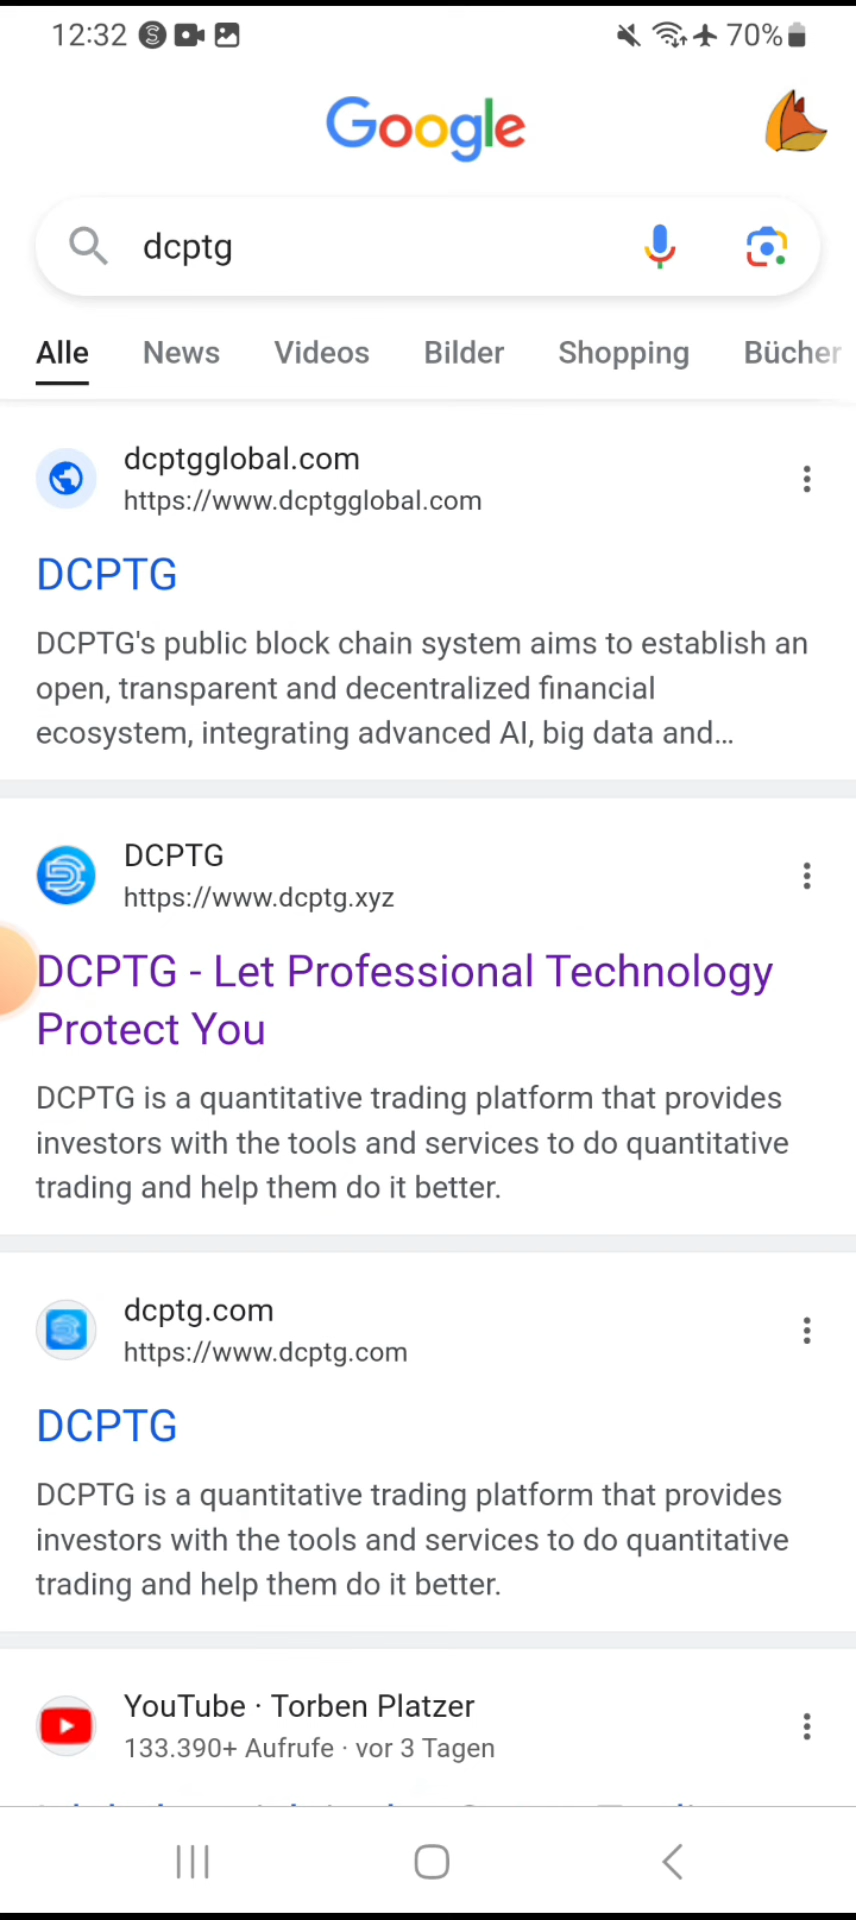 12:32
70%
Google
dcptg
Alle News Videos Bilder Shopping Bücher
dcptgglobal.com
https://www.dcptgglobal.com
DCPTG
DCPTG's public block chain system aims to establish an
open, transparent and decentralized financial
ecosystem, integrating advanced AI, big data and...
DCPTG
https://www.dcptg.xyz
DCPTG - Let Professional Technology
Protect You
DCPTG is a quantitative trading platform that provides
investors with the tools and services to do quantitative
trading and help them do it better.
dcptg.com
https://www.dcptg.com
DCPTG
DCPTG is a quantitative trading platform that provides
investors with the tools and services to do quantitative
trading and help them do it better.
YouTube · Torben Platzer
133.390+ Aufrufe · vor 3 Tagen